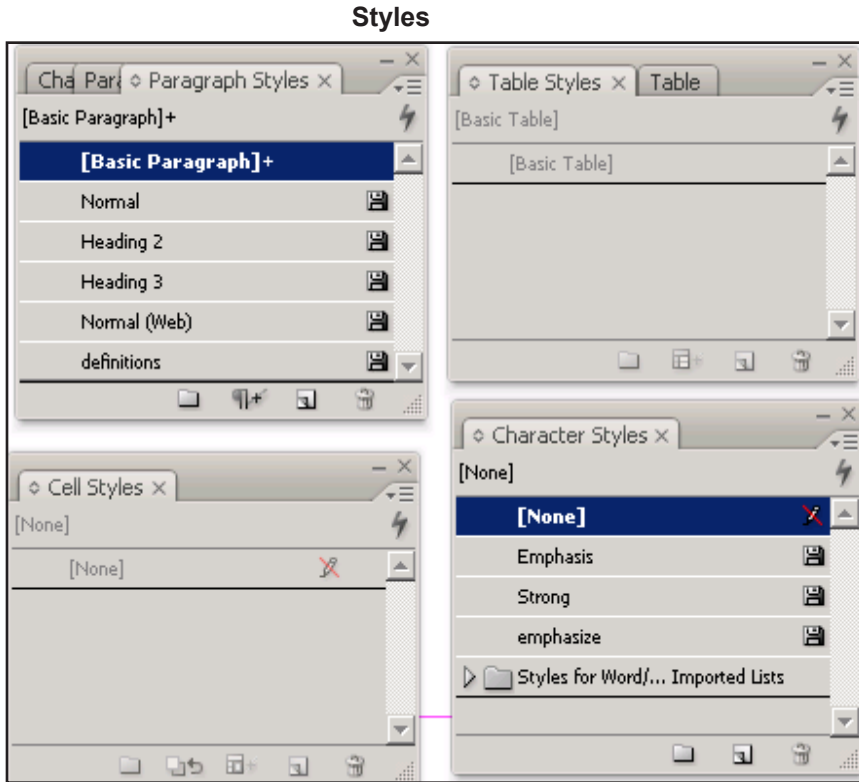 Styles
Cha Para Paragraph Styles
[Basic Paragraph]+
[Basic Paragraph]+
Normal
Heading 2
Heading 3
Normal (Web)
definitions
Table Styles Table
[Basic Table]
[Basic Table]
Cell Styles
[None]
[None]
Character Styles
[None]
[None]
Emphasis
Strong
emphasize
Styles for Word/... Imported Lists